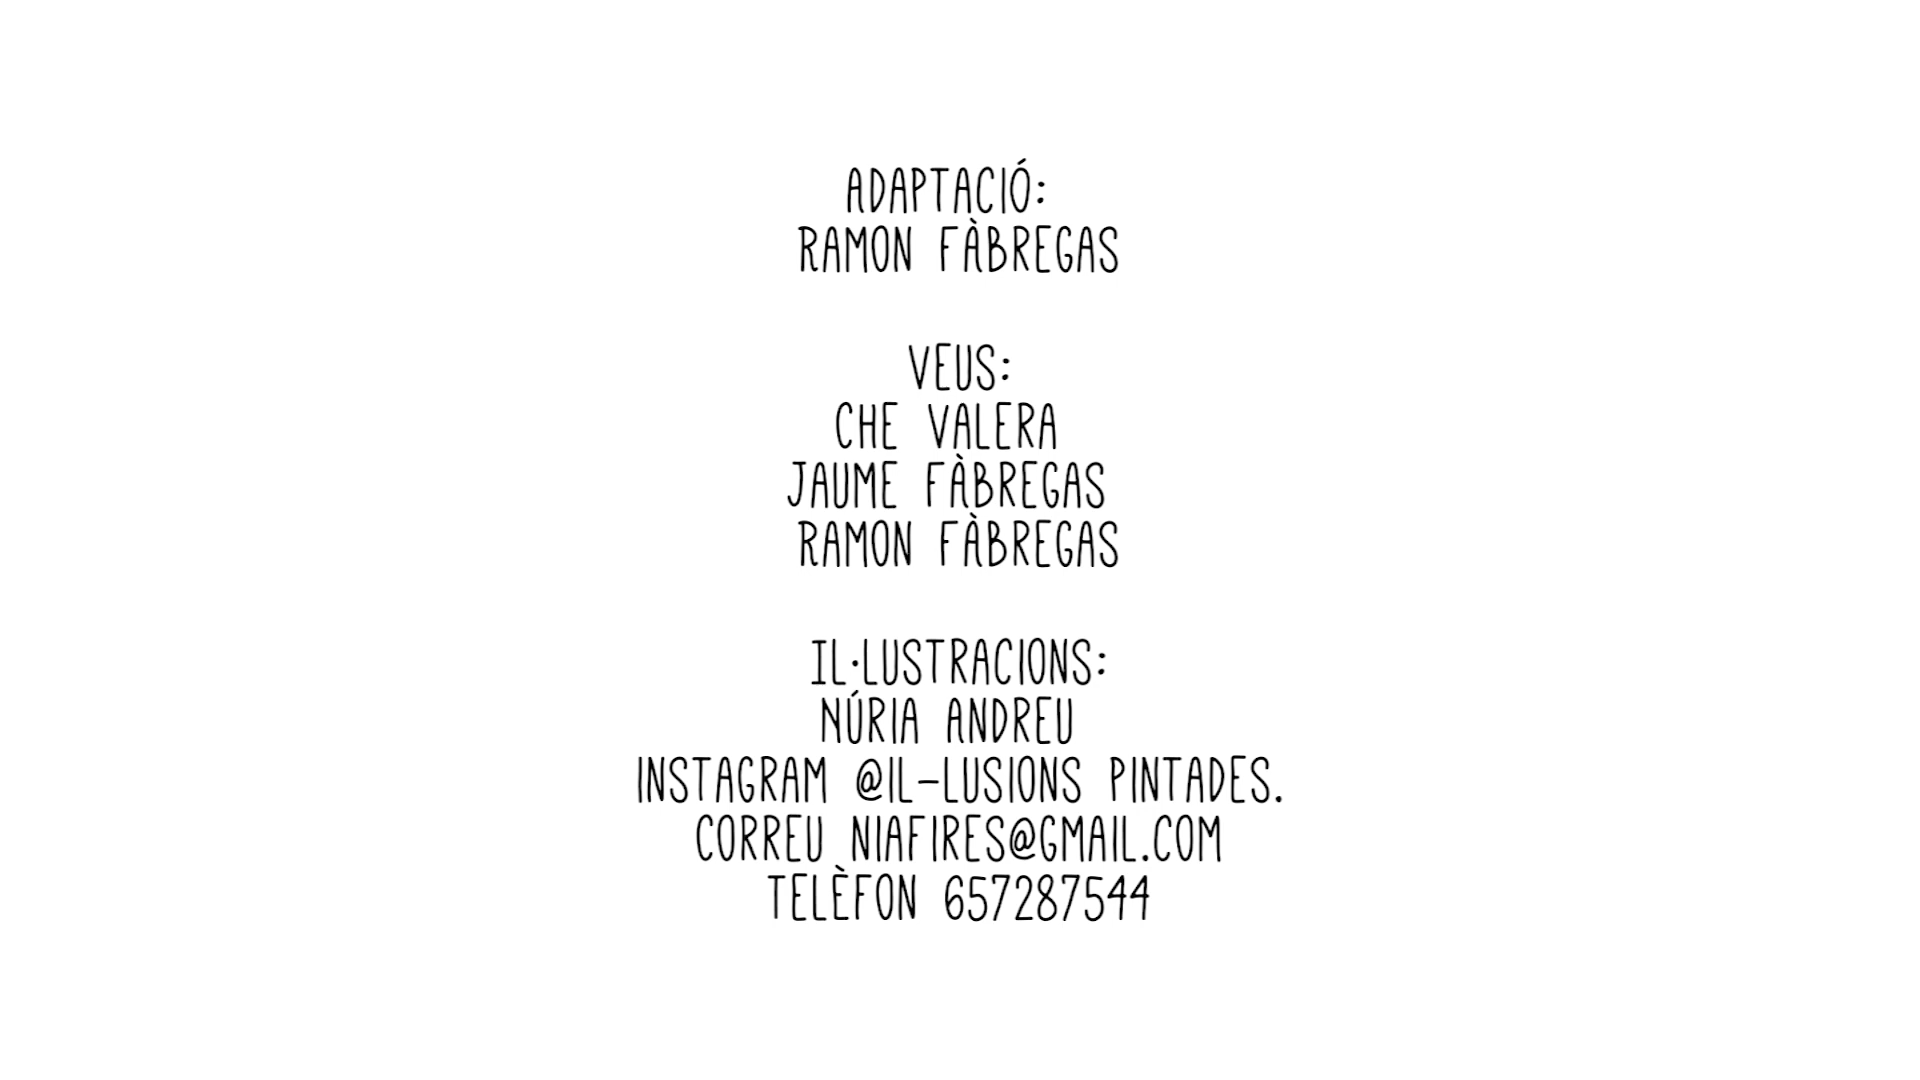 ADAPTACIÓ:
RAMON FÀBREGAS
VEUS:
CHE VALERA
JAUME FÀBREGAS
RAMON FÀBREGAS
IL·LUSTRACIONS:
NÚRIA ANDREU
INSTAGRAM @IL-LUSIONS PINTADES.
CORREU NIAFIRES@GMAIL.COM
TELÈFON 657287544